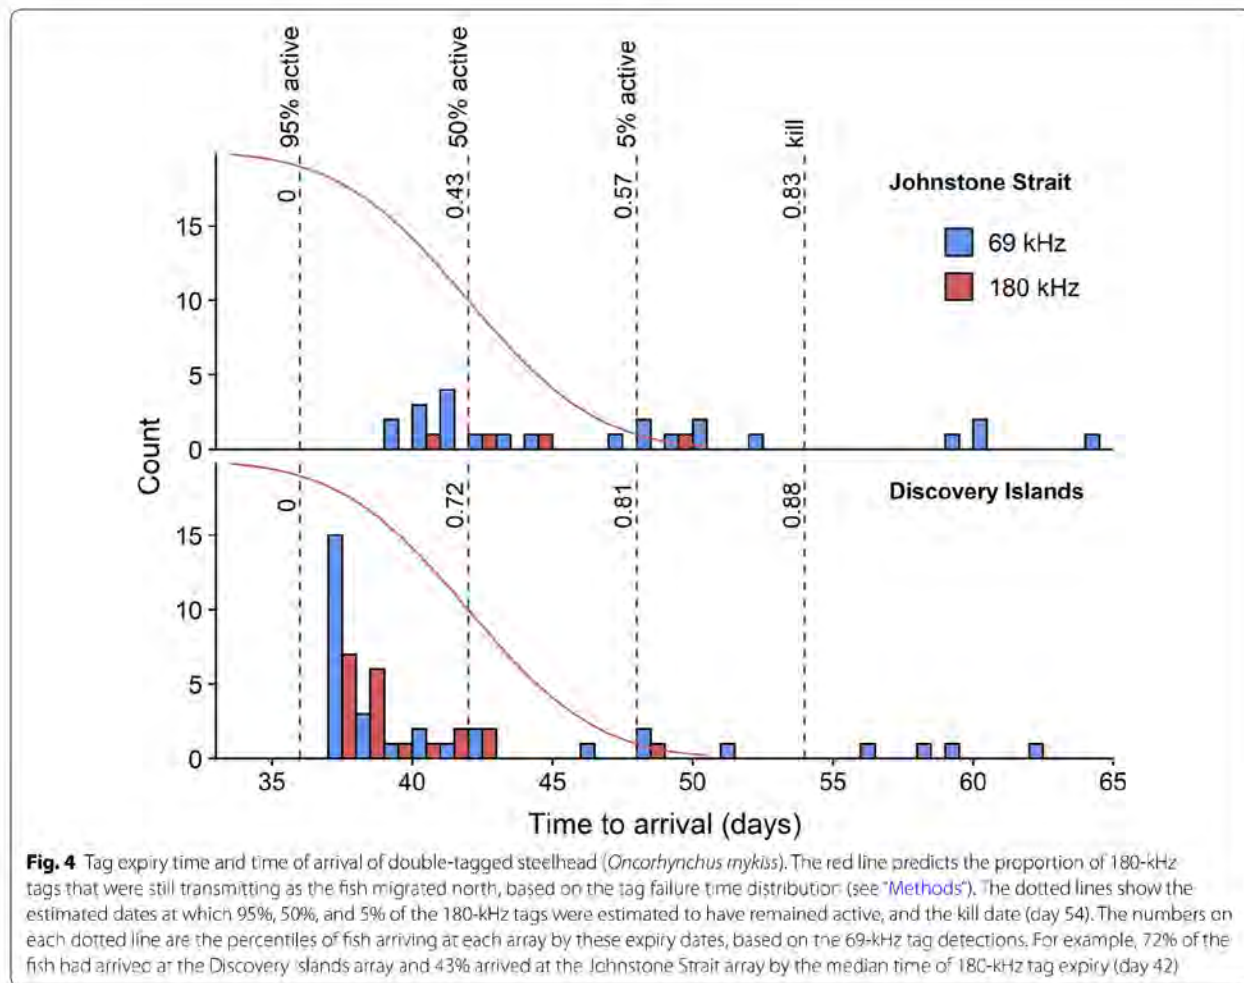 95% active
50% active
5% active
kill
0
0.43
0.57
0.83
Johnstone Strait
69 kHz
180 kHz
15
10
5
0
Count
0
0.72
0.81
0.88
Discovery Islands
15
10
5
0
35 40 45 50 55 60 65
Time to arrival (days)
Fig. 4 Tag expiry time and time of arrival of double-tagged steelhead (Oncorhynchus mykiss). The red line predicts the proportion of 180-kHz
tags that were still transmitting as the fish migrated north, based on the tag failure time distribution (see "Methods"). The dotted lines show the
estimated dates at which 95%, 50%, and 5% of the 180-kHz tags were estimated to have remained active, and the kill date (day 54). The numbers on
each dotted line are the percentiles of fish arriving at each array by these expiry dates, based on the 69-kHz tag detections. For example, 72% of the
fish had arrived at the Discovery Islands array and 43% arrived at the Johnstone Strait array by the median time of 180-kHz tag expiry (day 42)